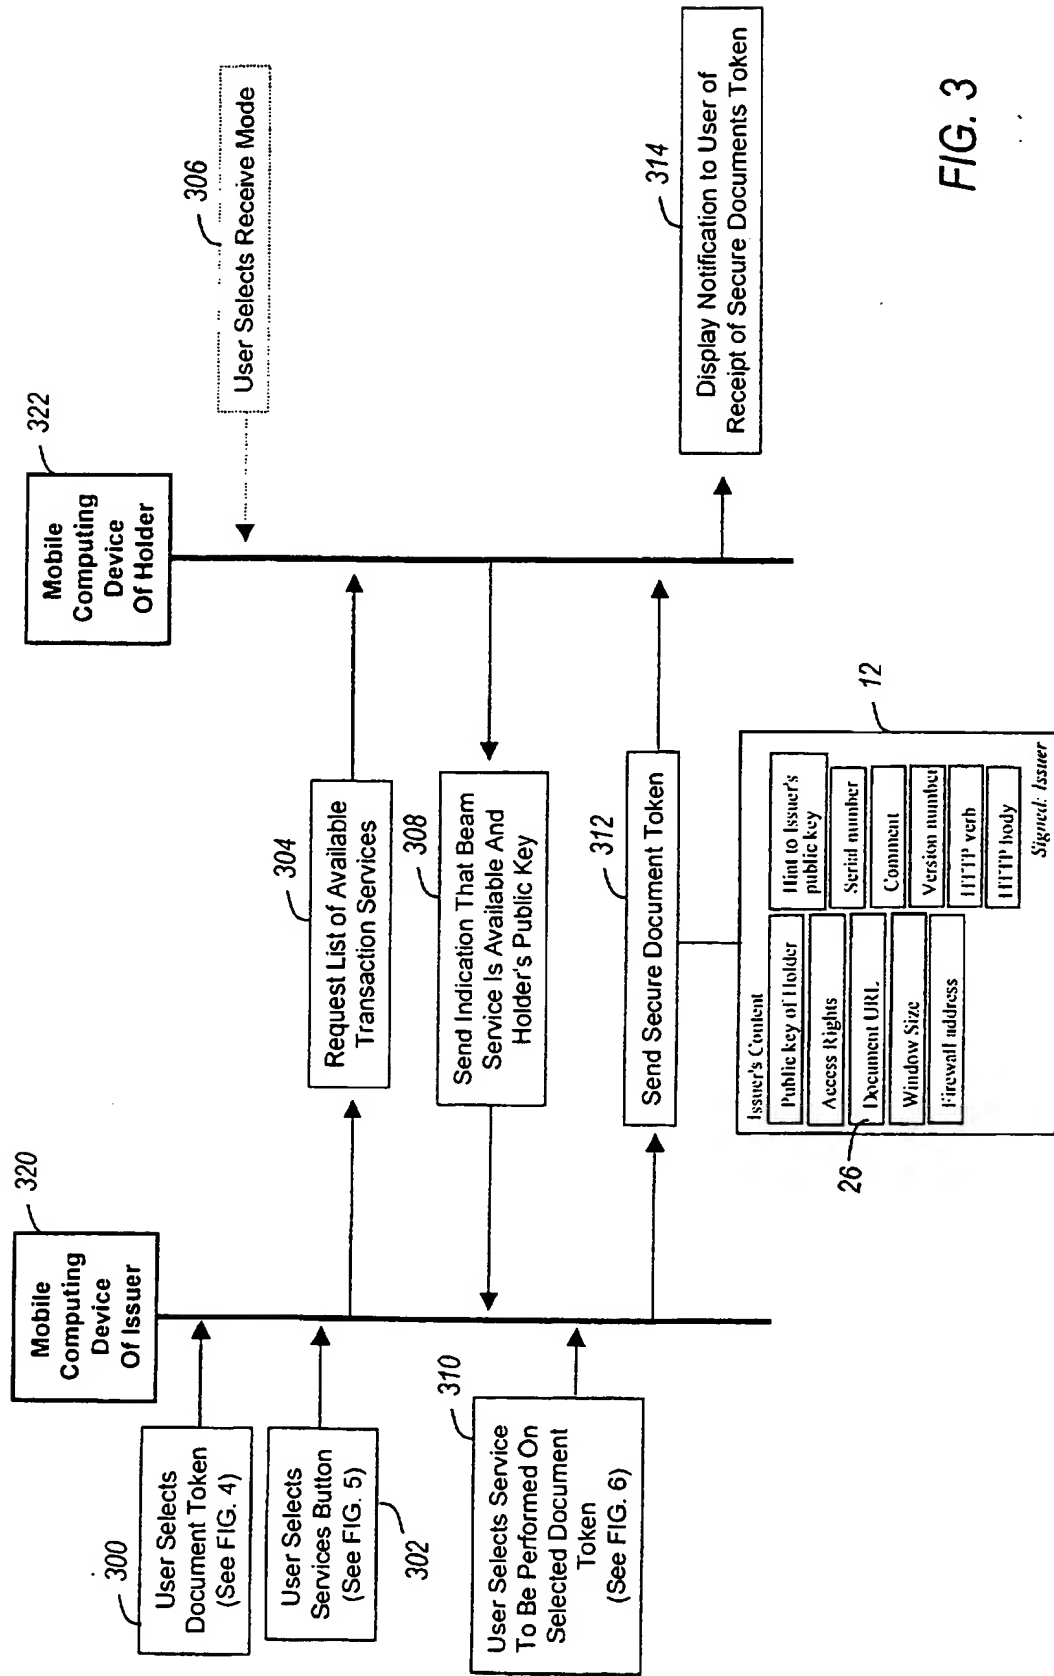 320
Mobile
Computing
Device
Of Issuer
322
Mobile
Computing
Device
Of Holder
300
User Selects
Document Token
(See FIG. 4)
306
User Selects Receive Mode
User Selects
Services Button
(See FIG. 5)
302
304
Request List of Available
Transaction Services
308
Send Indication That Beam
Service Is Available And
Holder's Public Key
310
User Selects Service
To Be Performed On
Selected Document
Token
(See FIG. 6)
312
Send Secure Document Token
314
Display Notification to User of
Receipt of Secure Documents Token
12
Issuer's Content
Public key of Holder
Access Rights
Document URL
Window Size
Firewall address
26
Hint to Issuer's
public key
Serial number
Comment
Version number
HTTP verb
HTTP body
Signed: Issuer
FIG. 3